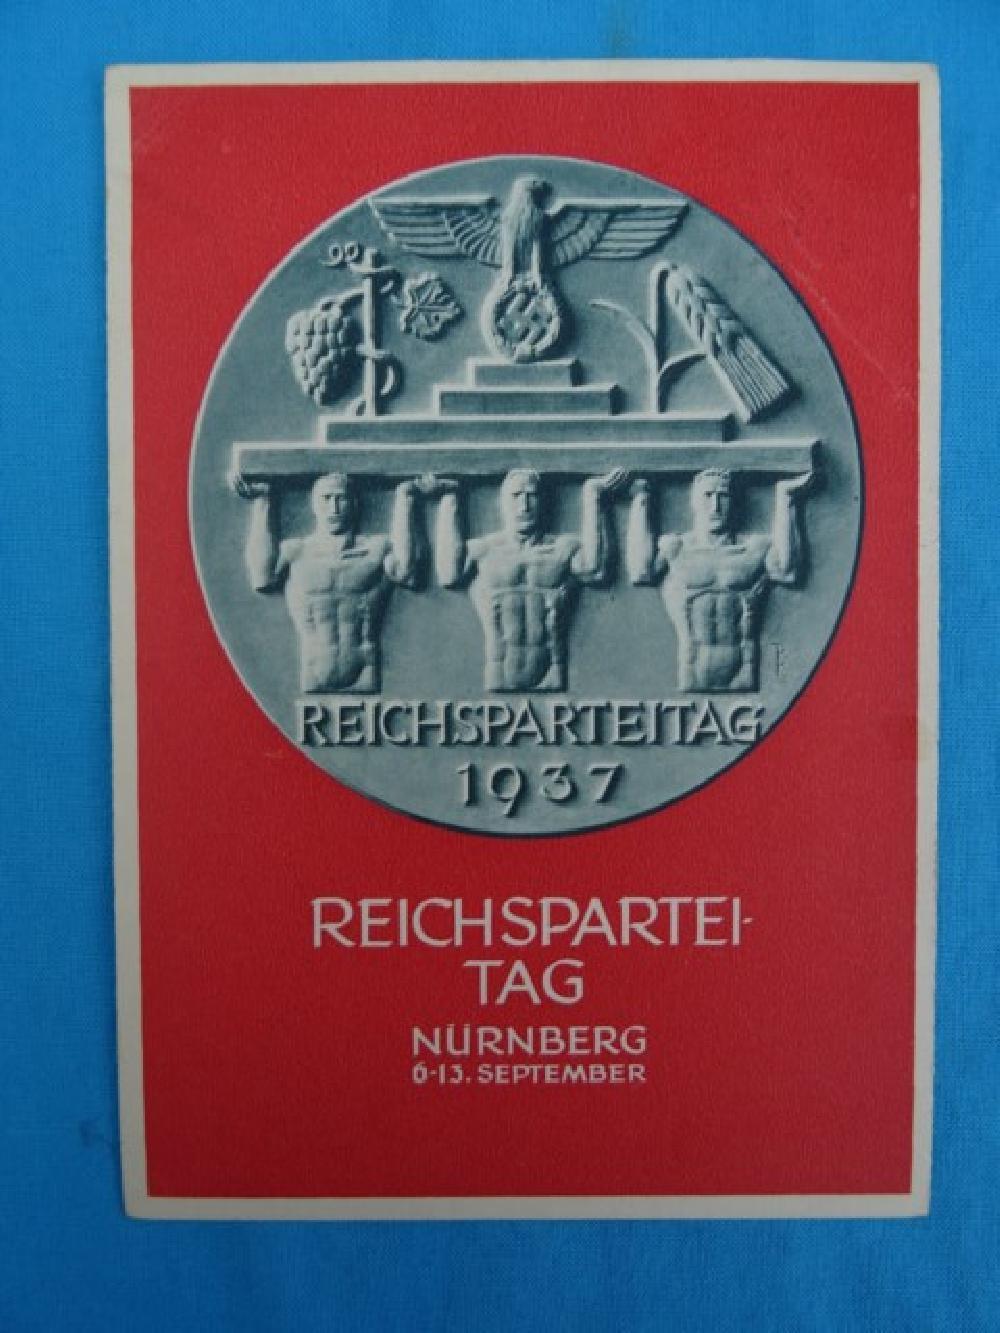 REICHSPARTEITAG
1937
REICHSPARTEI-
TAG
NÜRNBERG
6-13. SEPTEMBER